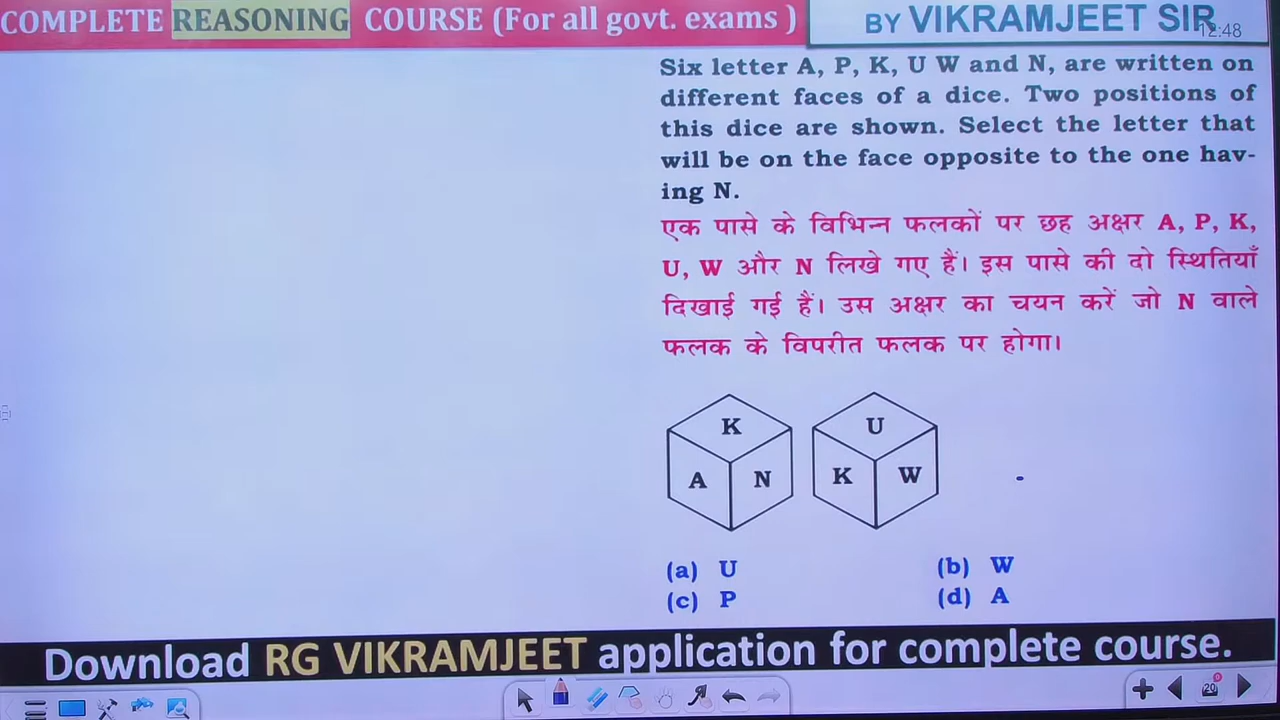 COMPLETE REASONING COURSE (For all govt. exams )
BY VIKRAMJEET SIR
12:48
Six letter A, P, K, U W and N, are written on
different faces of a dice. Two positions of
this dice are shown. Select the letter that
will be on the face opposite to the one hav-
ing N.
एक पासे के विभिन्न फलकों पर छह अक्षर A, P, K,
U, W और N लिखे गए हैं। इस पासे की दो स्थितियाँ
दिखाई गई हैं। उस अक्षर का चयन करें जो N वाले
फलक के विपरीत फलक पर होगा।
K
A N
U
K W
(a) U
(b) W
(c) P
(d) A
Download RG VIKRAMJEET application for complete course.
20